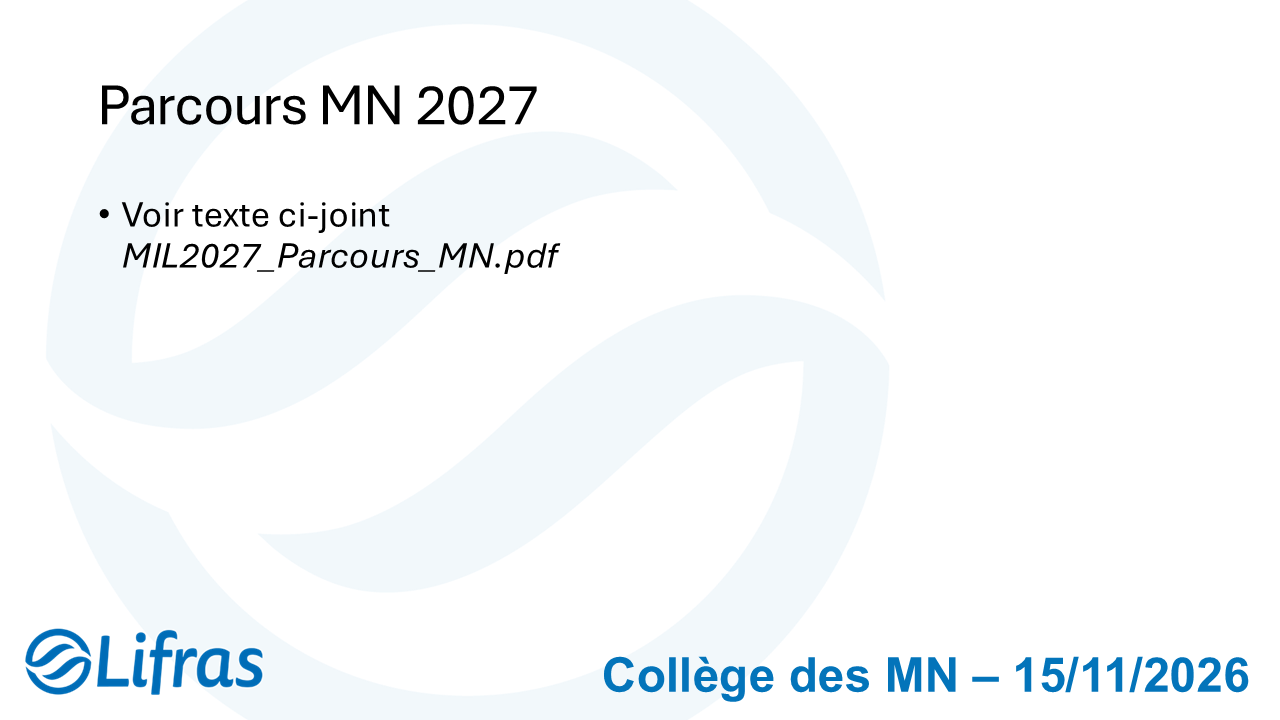 Parcours MN 2027
• Voir texte ci-joint
MIL2027_Parcours_MN.pdf
Lifras
Collège des MN – 15/11/2026